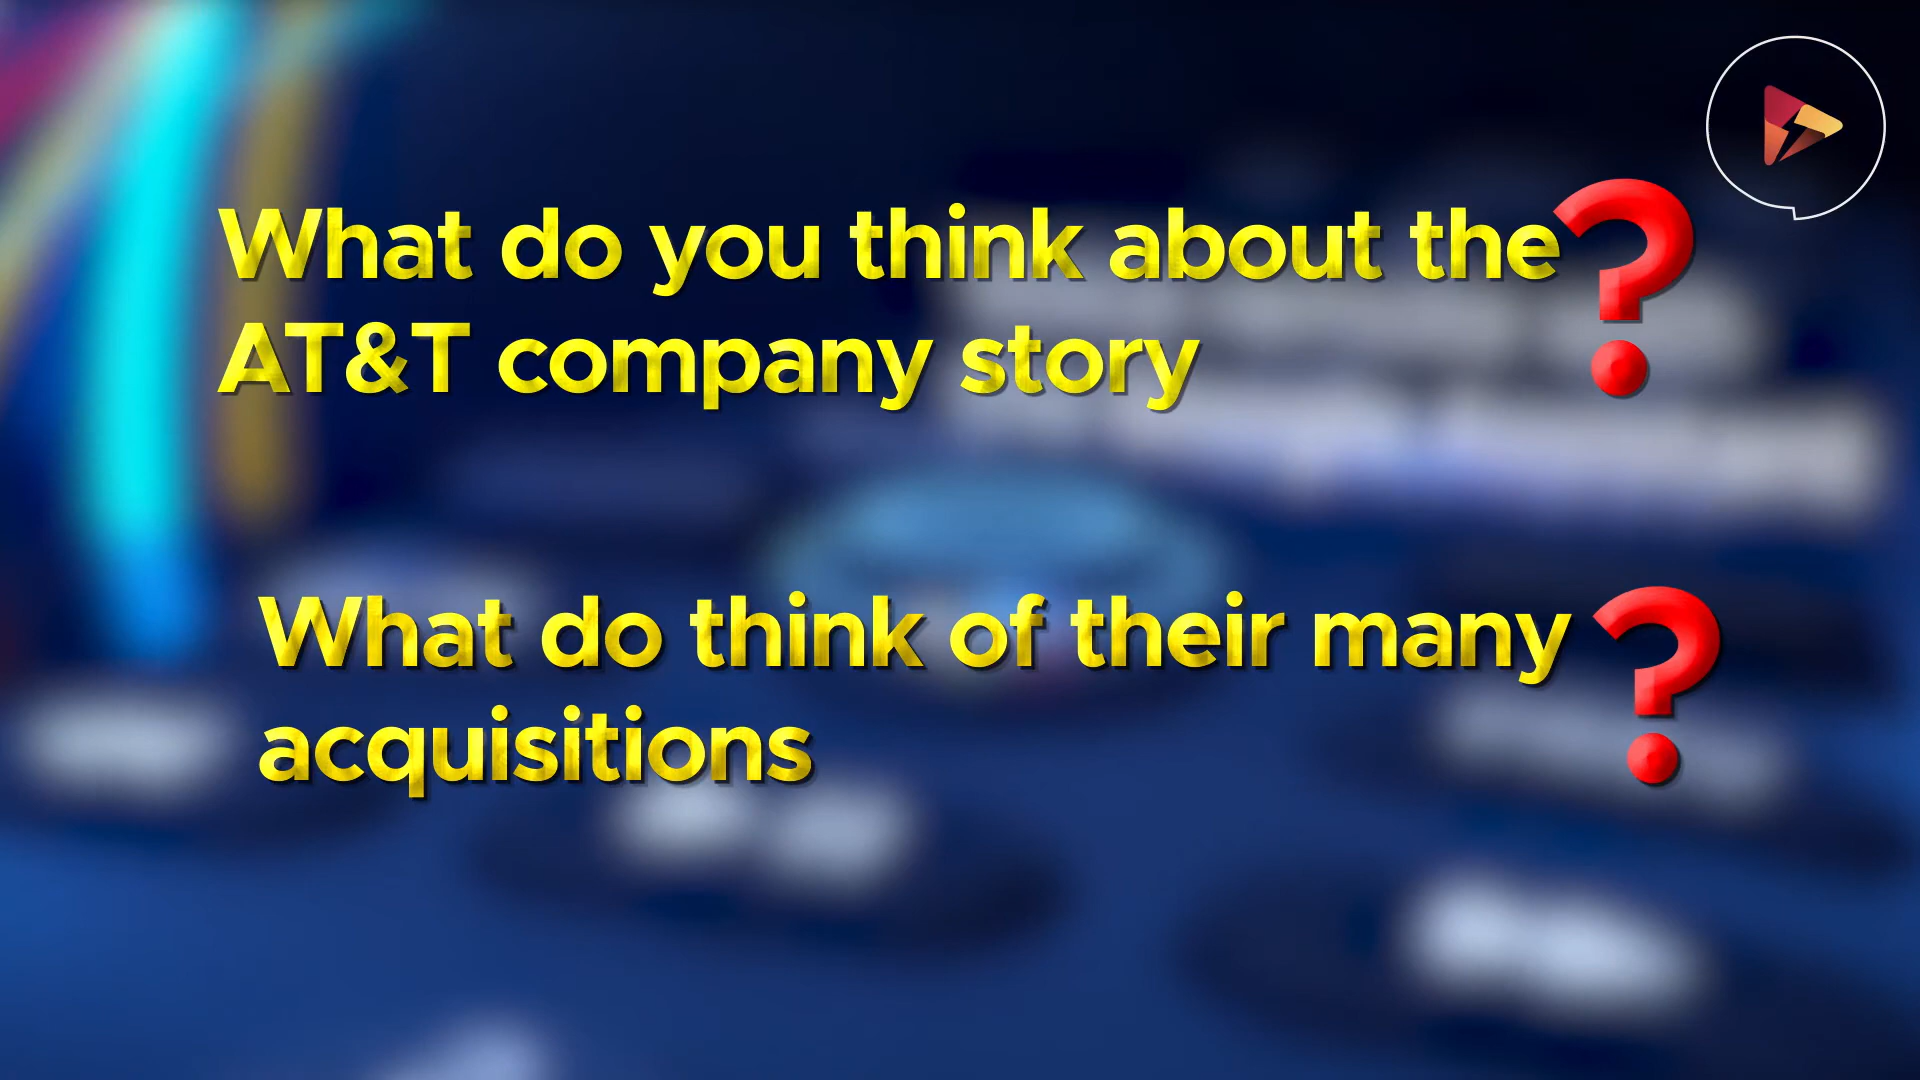 What do you think about the?
AT&T company story
What do think of their many?
acquisitions